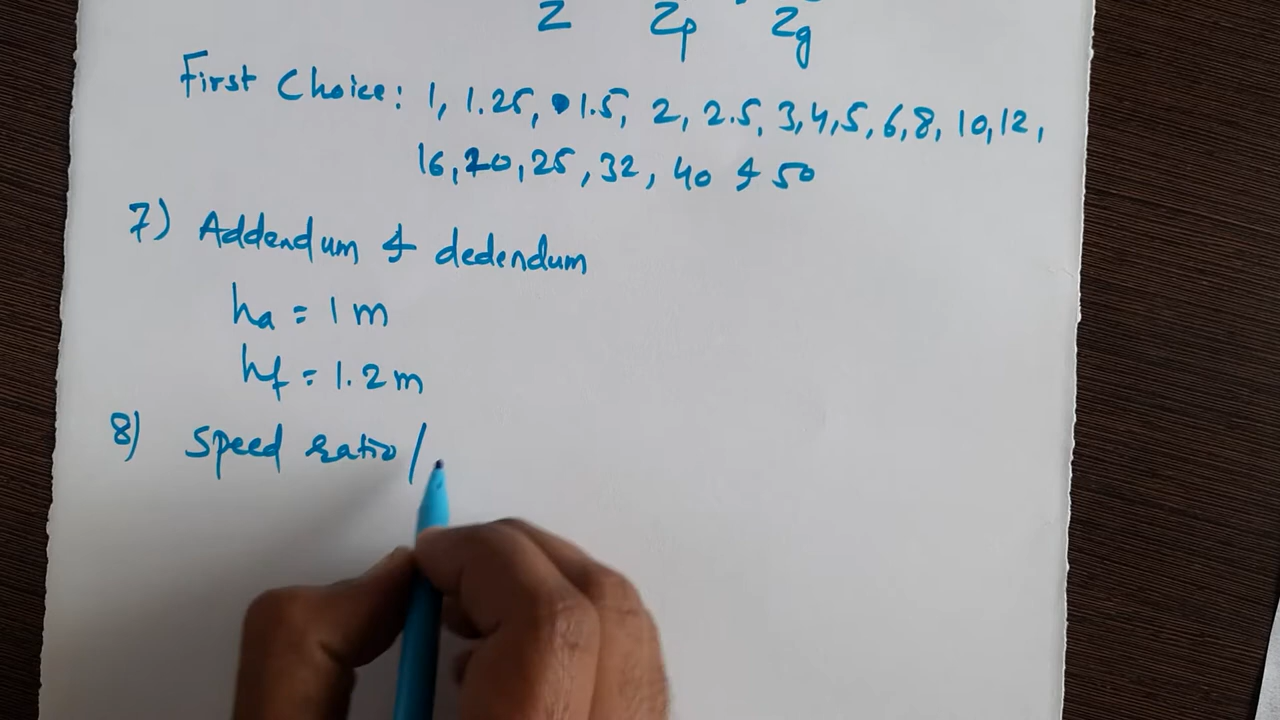 Z Zp Zg
First Choice: 1, 1.25, 1.5, 2, 2.5, 3, 4, 5, 6, 8, 10, 12,
16, 20, 25, 32, 40 & 50
7) Addendum & dedendum
ha = 1 m
hf = 1.2 m
8) Speed ratio /